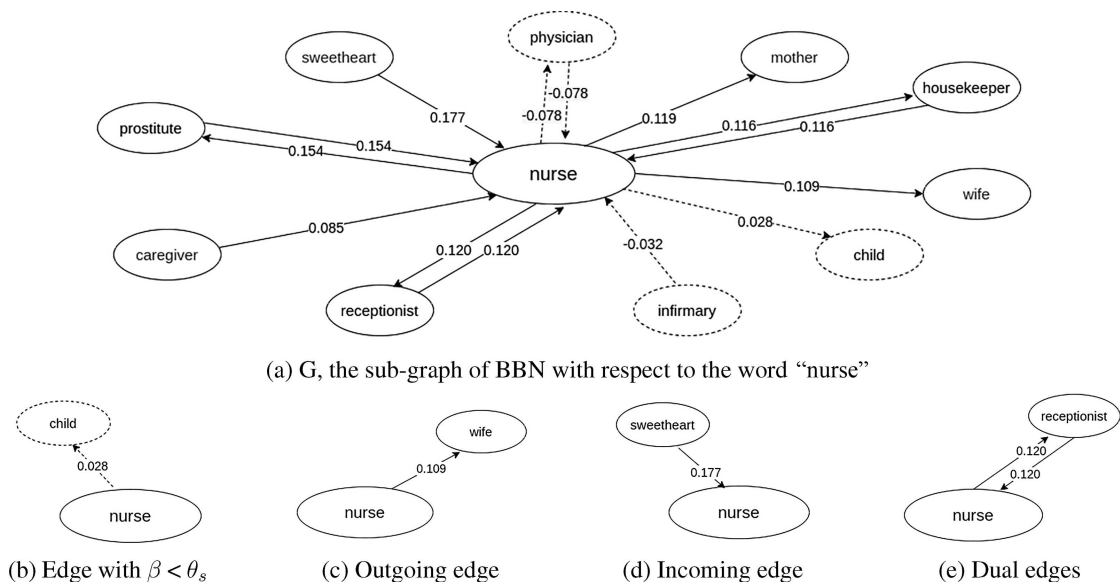 physician
sweetheart
mother
housekeeper
-0.078
-0.078
0.177
0.119
0.116
0.116
prostitute
0.154
0.154
nurse
0.109
wife
caregiver
0.085
0.120
0.120
-0.032
0.028
child
receptionist
infirmary
(a) G, the sub-graph of BBN with respect to the word “nurse”
child
0.028
nurse
(b) Edge with β < θs
wife
0.109
nurse
(c) Outgoing edge
sweetheart
0.177
nurse
(d) Incoming edge
receptionist
0.120
0.120
nurse
(e) Dual edges